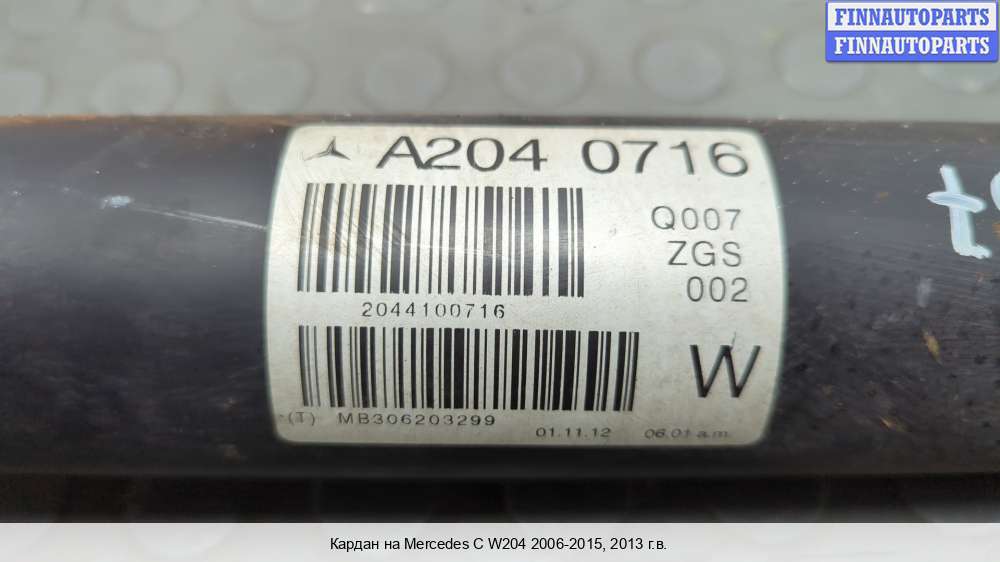 FINNAUTOPARTS
FINNAUTOPARTS
A204 0716
Q007
ZGS
002
2044100716
W
(T) MB306203299
01.11.12 06.01 a.m.
Кардан на Mercedes C W204 2006-2015, 2013 г.в.